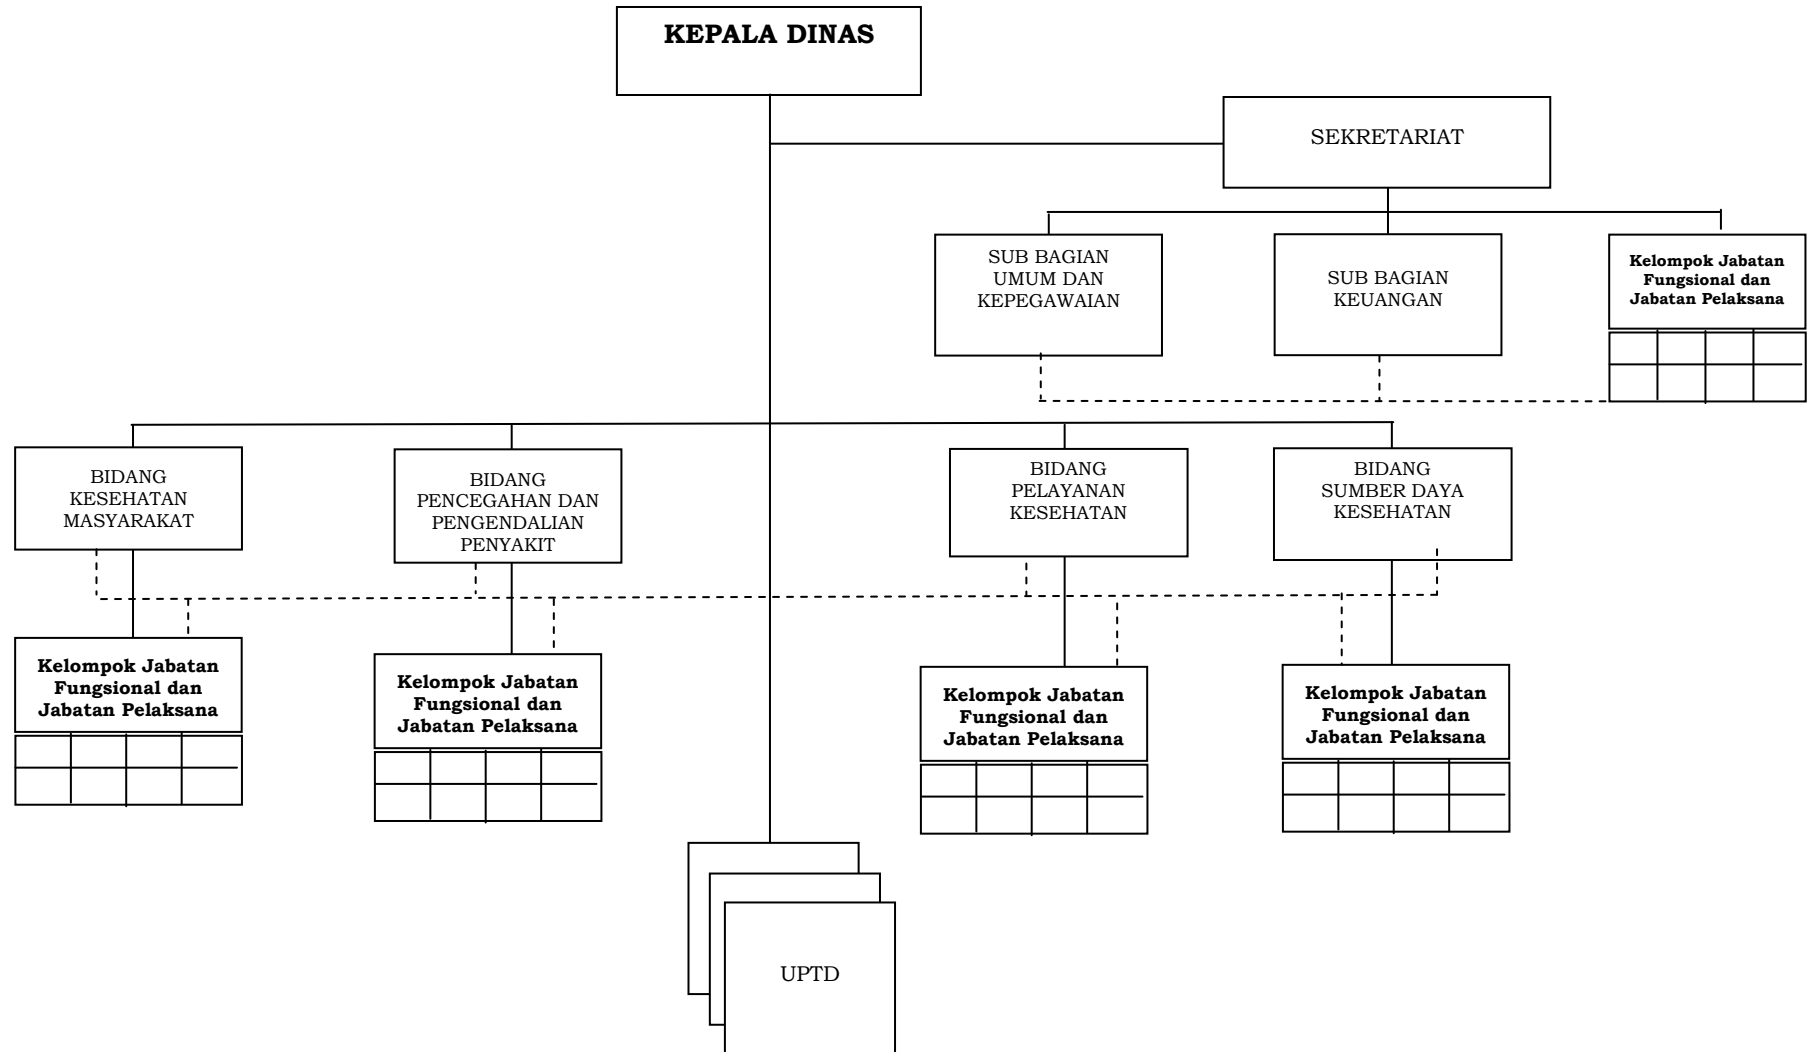 KEPALA DINAS
SEKRETARIAT
SUB BAGIAN
UMUM DAN
KEPEGAWAIAN
SUB BAGIAN
KEUANGAN
Kelompok Jabatan
Fungsional dan
Jabatan Pelaksana
BIDANG
KESEHATAN
MASYARAKAT
BIDANG
PENCEGAHAN DAN
PENGENDALIAN
PENYAKIT
BIDANG
PELAYANAN
KESEHATAN
BIDANG
SUMBER DAYA
KESEHATAN
Kelompok Jabatan
Fungsional dan
Jabatan Pelaksana
Kelompok Jabatan
Fungsional dan
Jabatan Pelaksana
Kelompok Jabatan
Fungsional dan
Jabatan Pelaksana
Kelompok Jabatan
Fungsional dan
Jabatan Pelaksana
UPTD